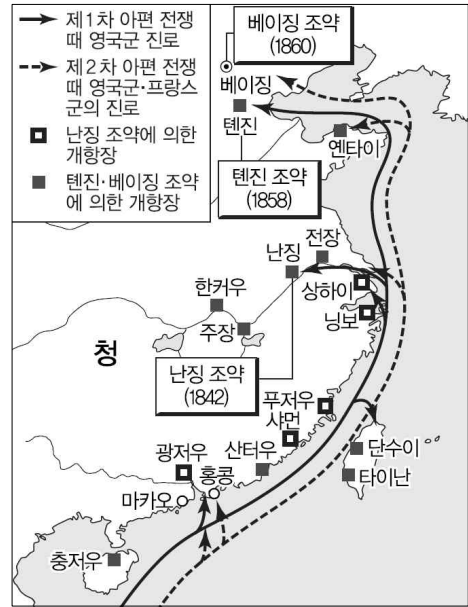 제1차 아편 전쟁
때 영국군 진로
제2차 아편 전쟁
때 영국군·프랑스
군의 진로
난징 조약에 의한
개항장
톈진·베이징 조약
에 의한 개항장
베이징 조약
(1860)
베이징
톈진
옌타이
톈진 조약
(1858)
난징
전장
상하이
한커우
닝보
주장
청
난징 조약
(1842)
푸저우
샤먼
광저우
산터우
단수이
홍콩
타이난
마카오
충저우